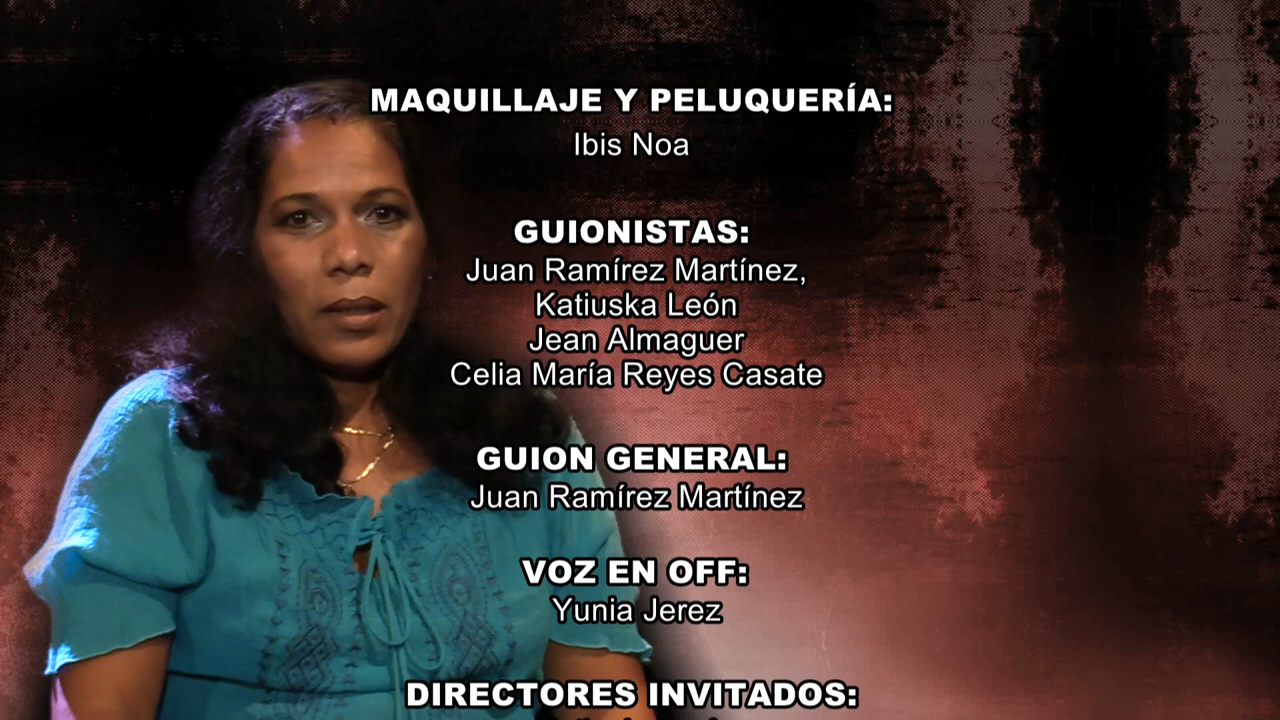 MAQUILLAJE Y PELUQUERÍA:
Ibis Noa
GUIONISTAS:
Juan Ramírez Martínez,
Katiuska León
Jean Almaguer
Celia María Reyes Casate
GUION GENERAL:
Juan Ramírez Martínez
VOZ EN OFF:
Yunia Jerez
DIRECTORES INVITADOS: